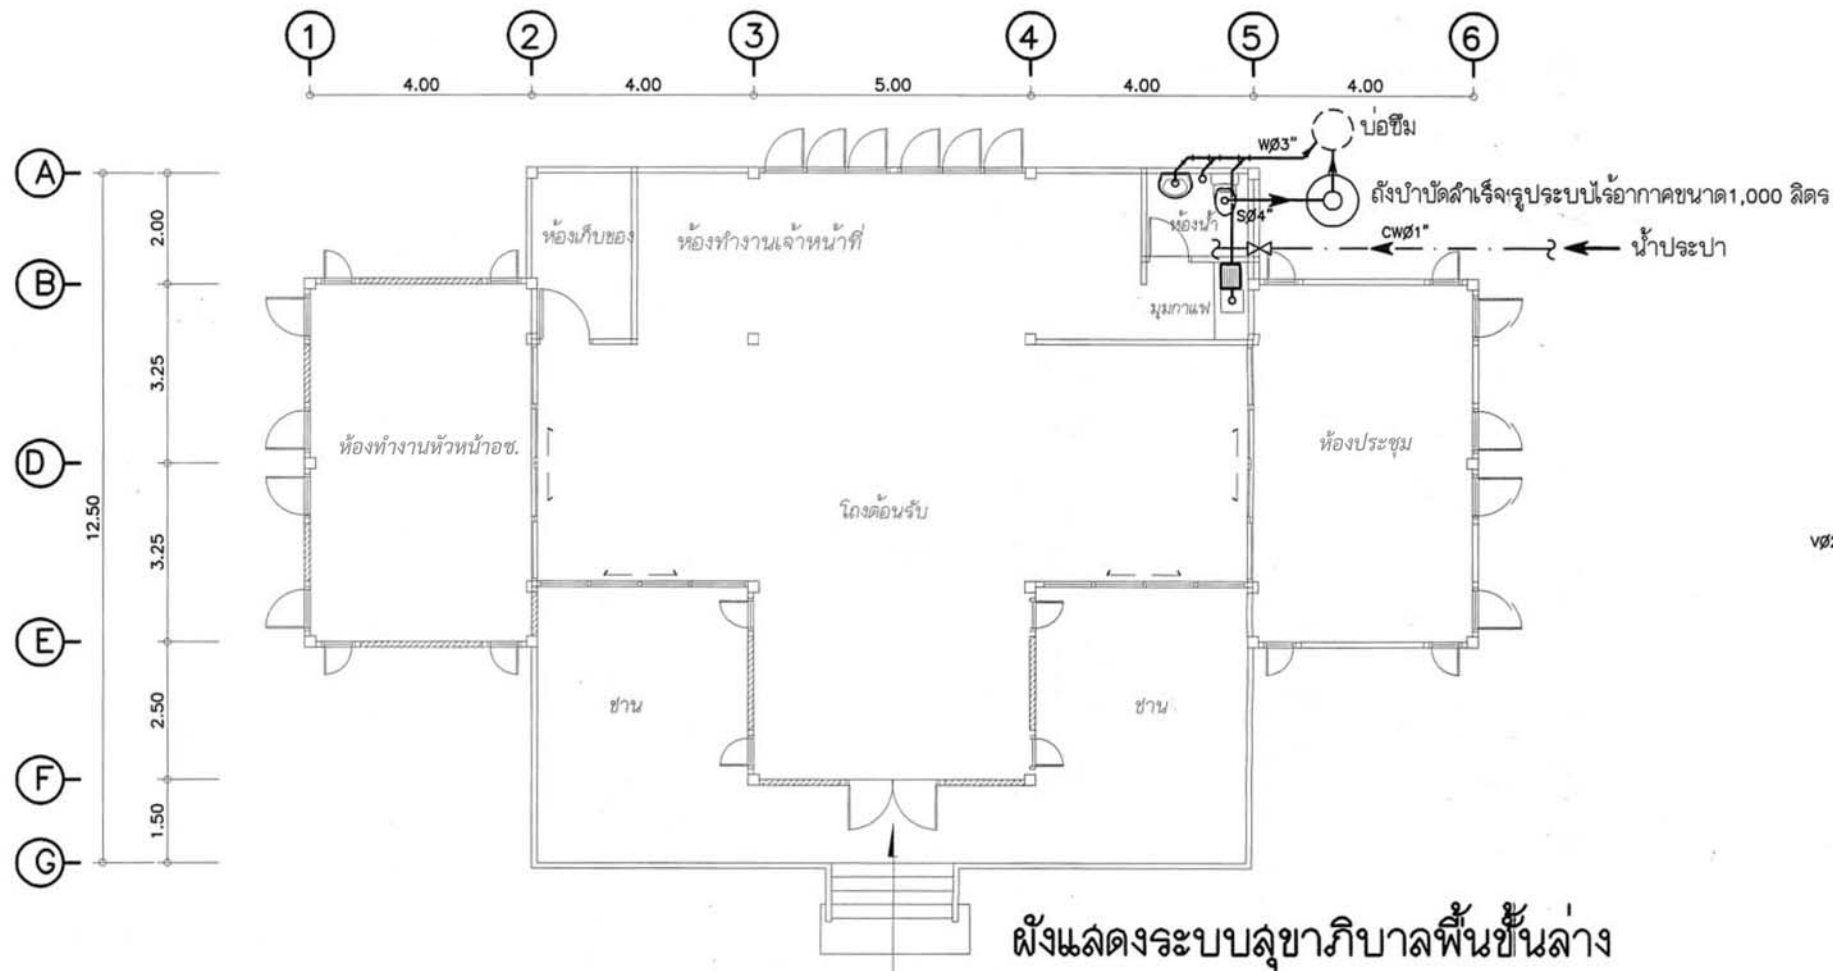 1 2 3 4 5 6
4.00 4.00 5.00 4.00 4.00
บ่อซึม
WØ3"
A
ถังบำบัดสำเร็จรูประบบไร้อากาศขนาด1,000 ลิตร
2.00
ห้องเก็บของ
ห้องทำงานเจ้าหน้าที่
ห้องน้ำ
SØ4"
CWØ1"
น้ำประปา
B
มุมกาแฟ
3.25
D
ห้องทำงานหัวหน้าอช.
ห้องประชุม
12.50
โถงต้อนรับ
3.25
E
2.50
ชาน
ชาน
F
1.50
G
ผังแสดงระบบสุขาภิบาลพื้นชั้นล่าง